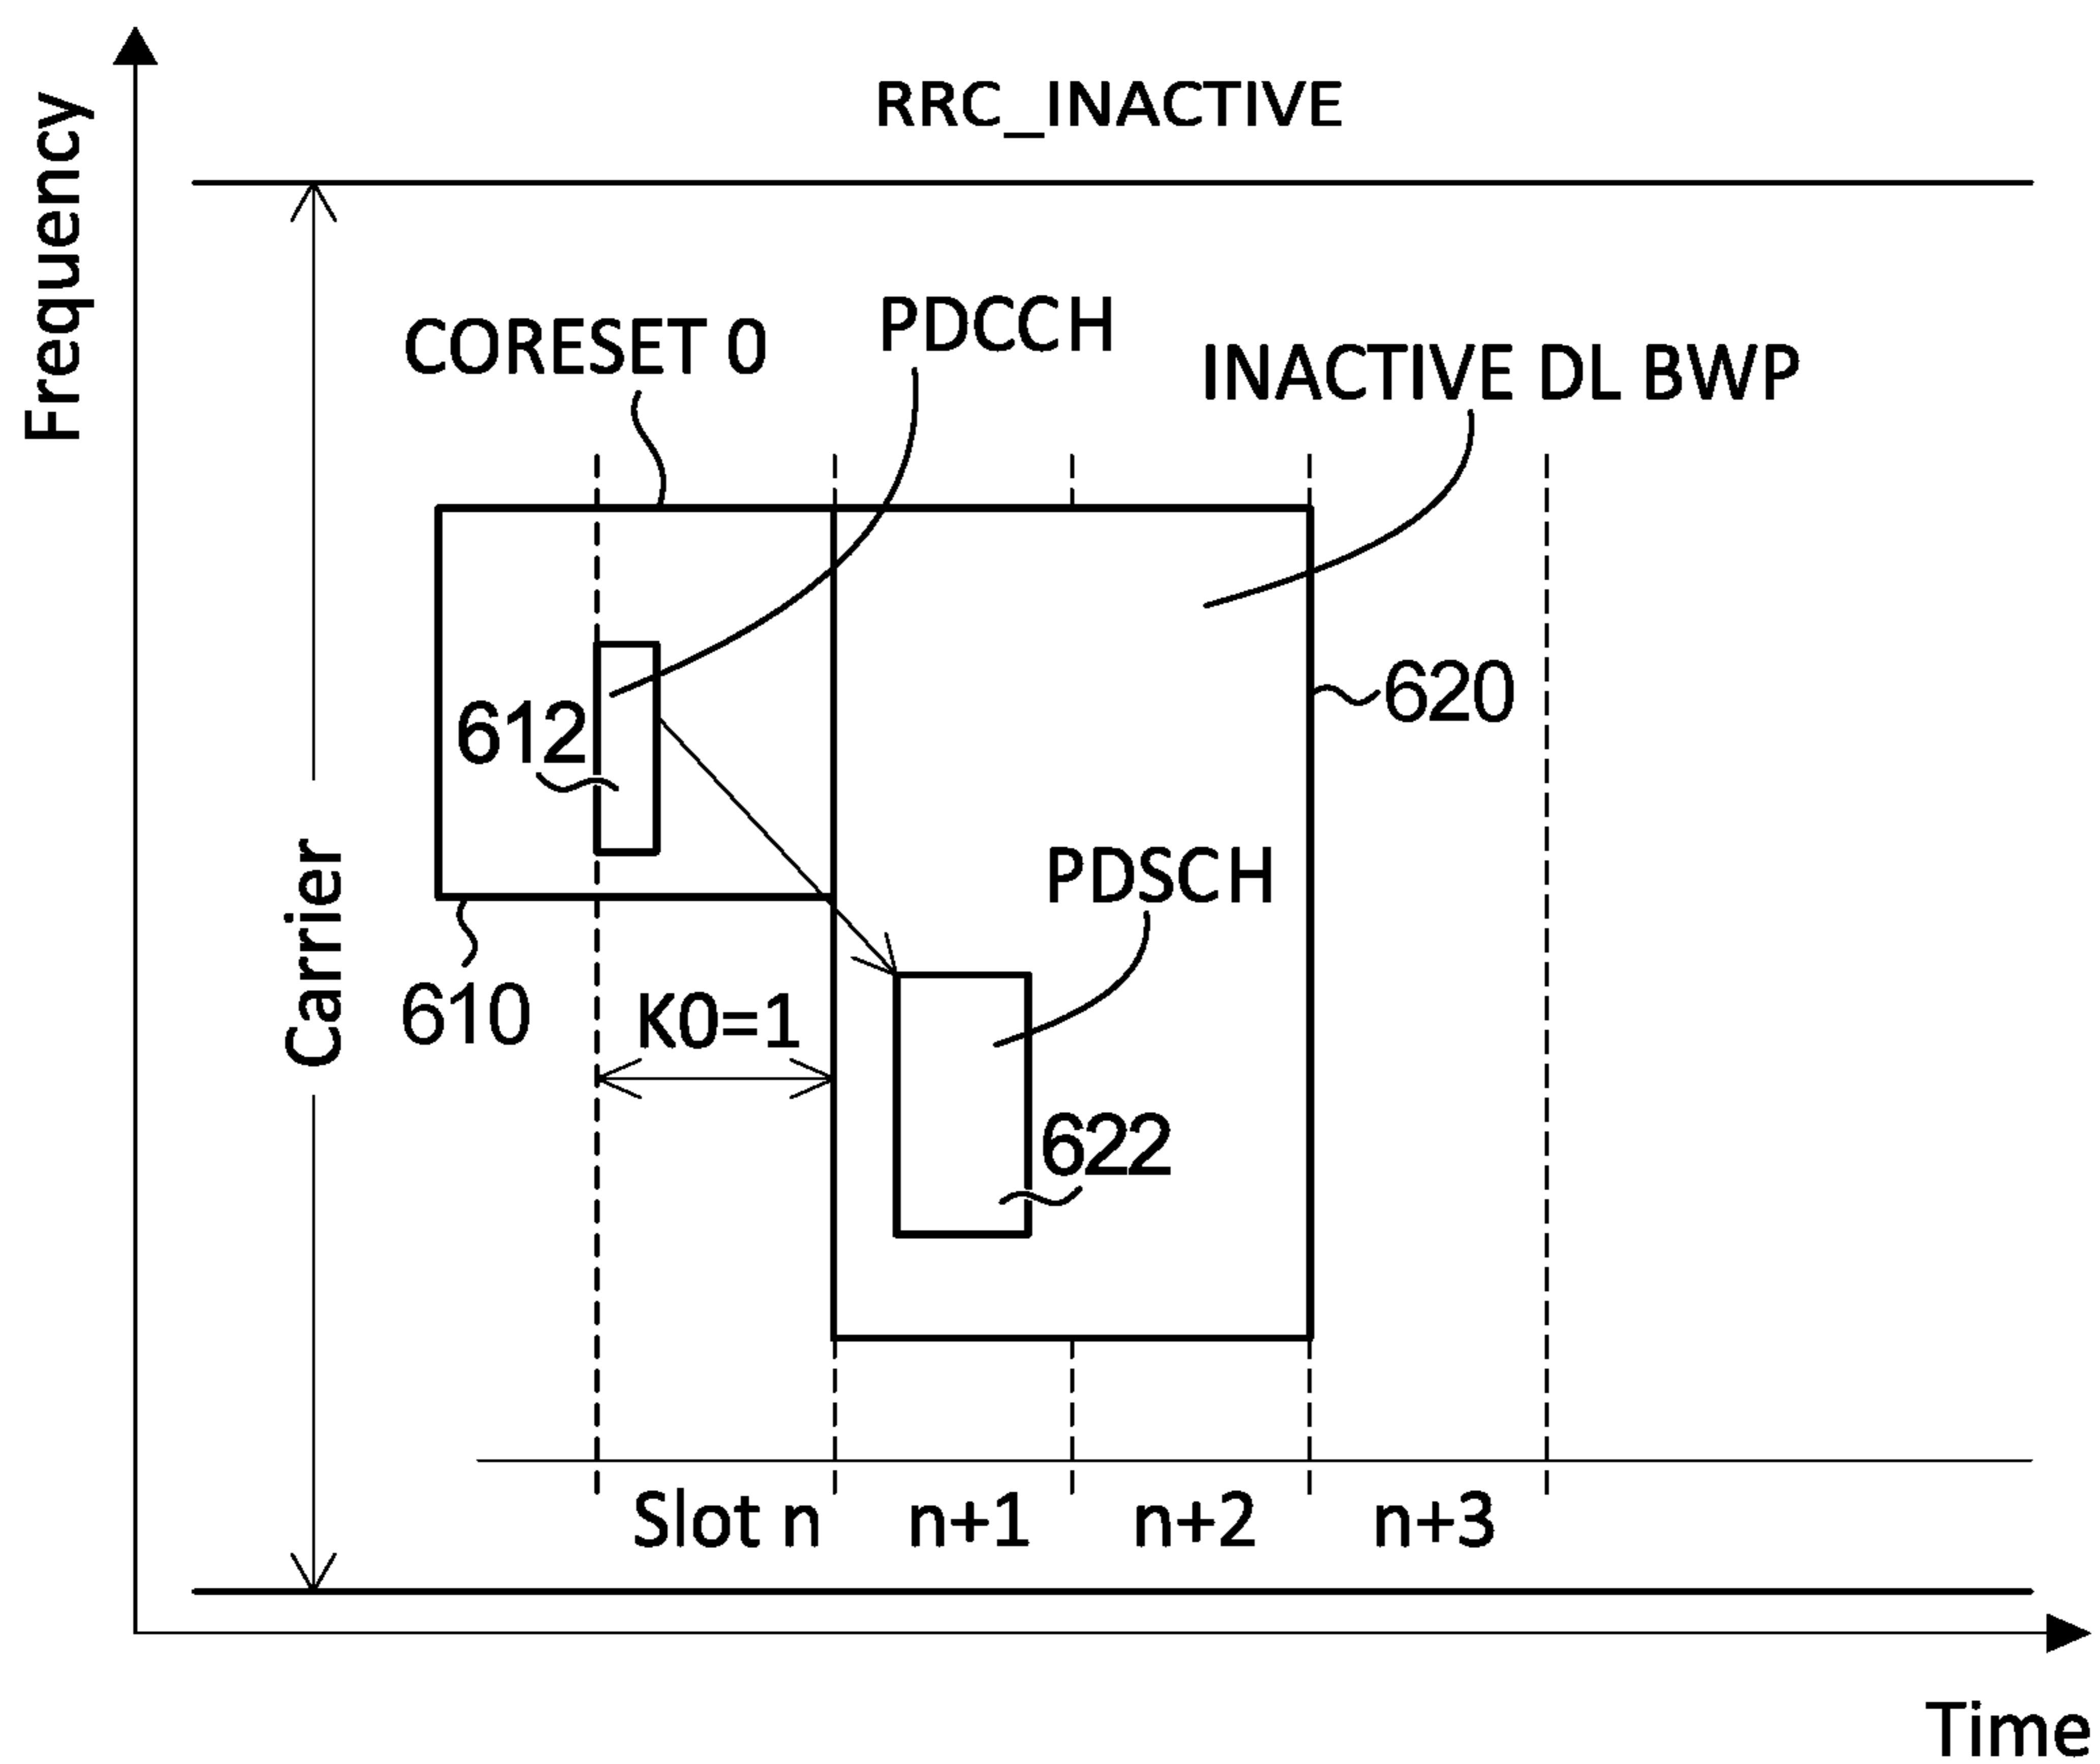 Frequency
RRC_INACTIVE
CORESET 0
PDCCH
INACTIVE DL BWP
612
620
PDSCH
Carrier
610
K0=1
622
Slot n
n+1
n+2
n+3
Time